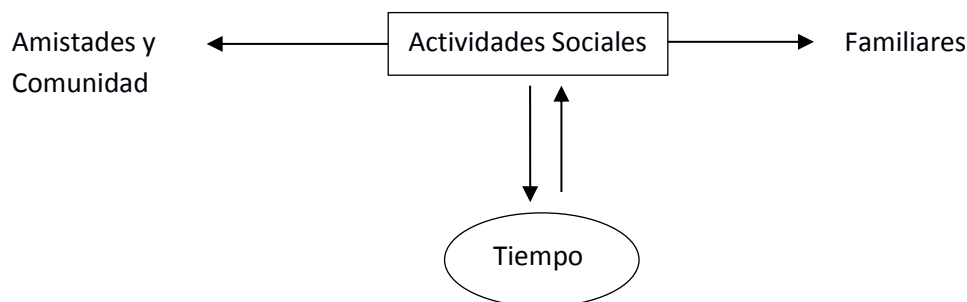 Amistades y
Comunidad
Actividades Sociales
Familiares
Tiempo